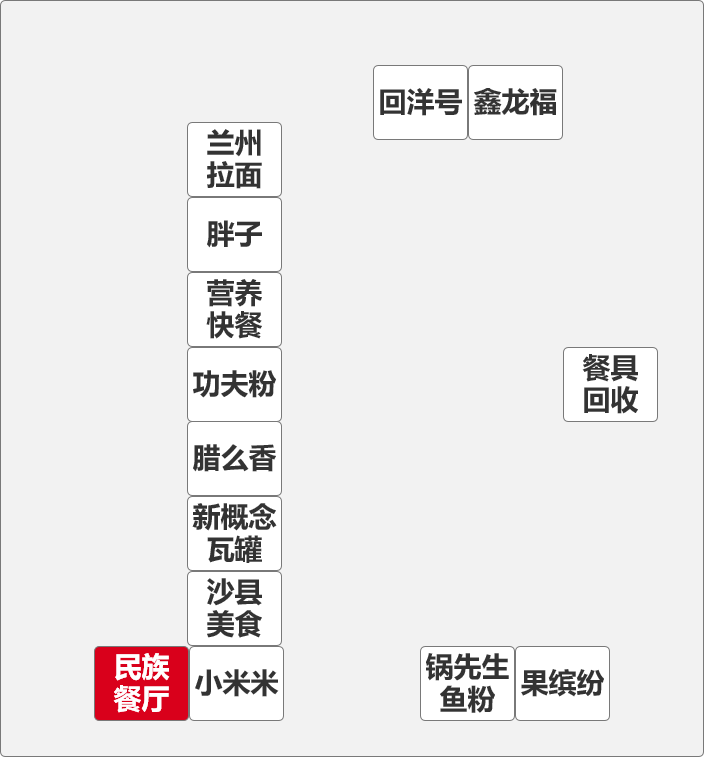 回洋号
鑫龙福
兰州
拉面
胖子
营养
快餐
功夫粉
餐具
回收
腊么香
新概念
瓦罐
沙县
美食
民族
餐厅
小米米
锅先生
鱼粉
果缤纷